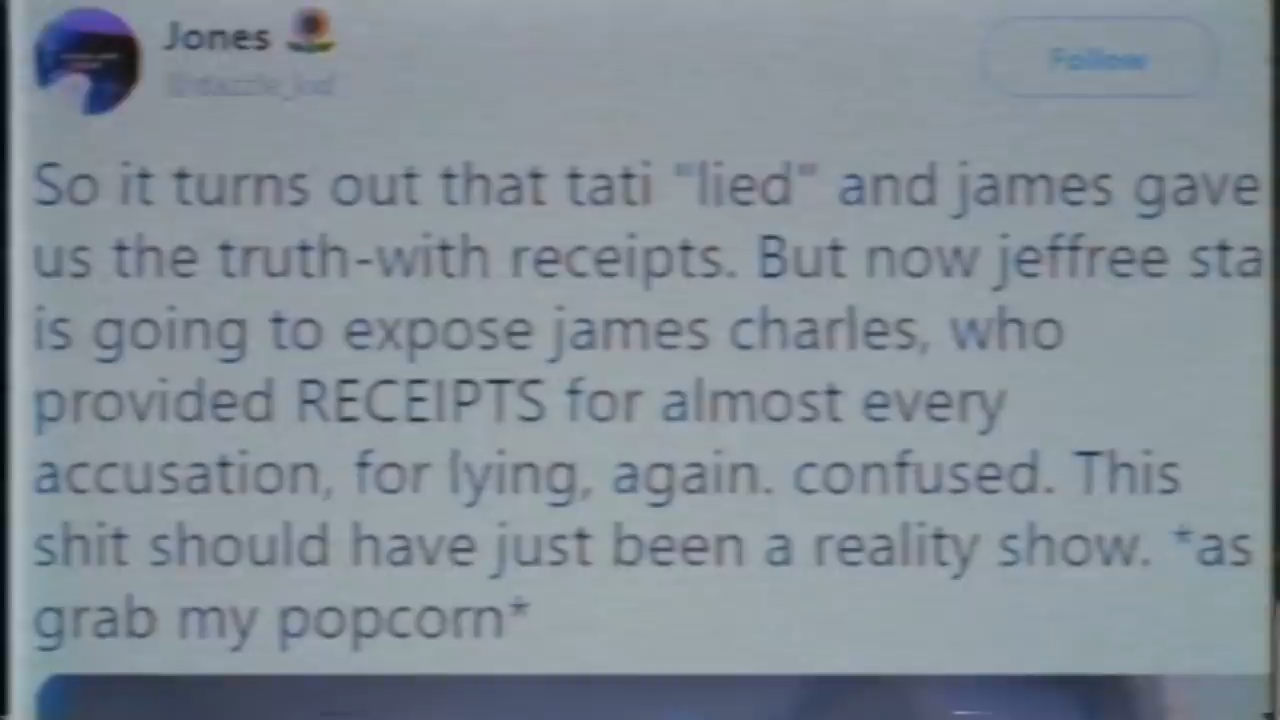 Jones
Follow
So it turns out that tati "lied" and james gave
us the truth-with receipts. But now jeffree sta
is going to expose james charles, who
provided RECEIPTS for almost every
accusation, for lying, again. confused. This
shit should have just been a reality show. *as
grab my popcorn*